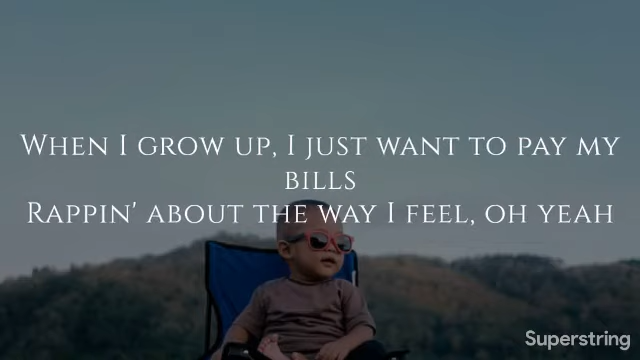 When I grow up, I just want to pay my
bills
Rappin' about the way I feel, oh yeah
Superstring